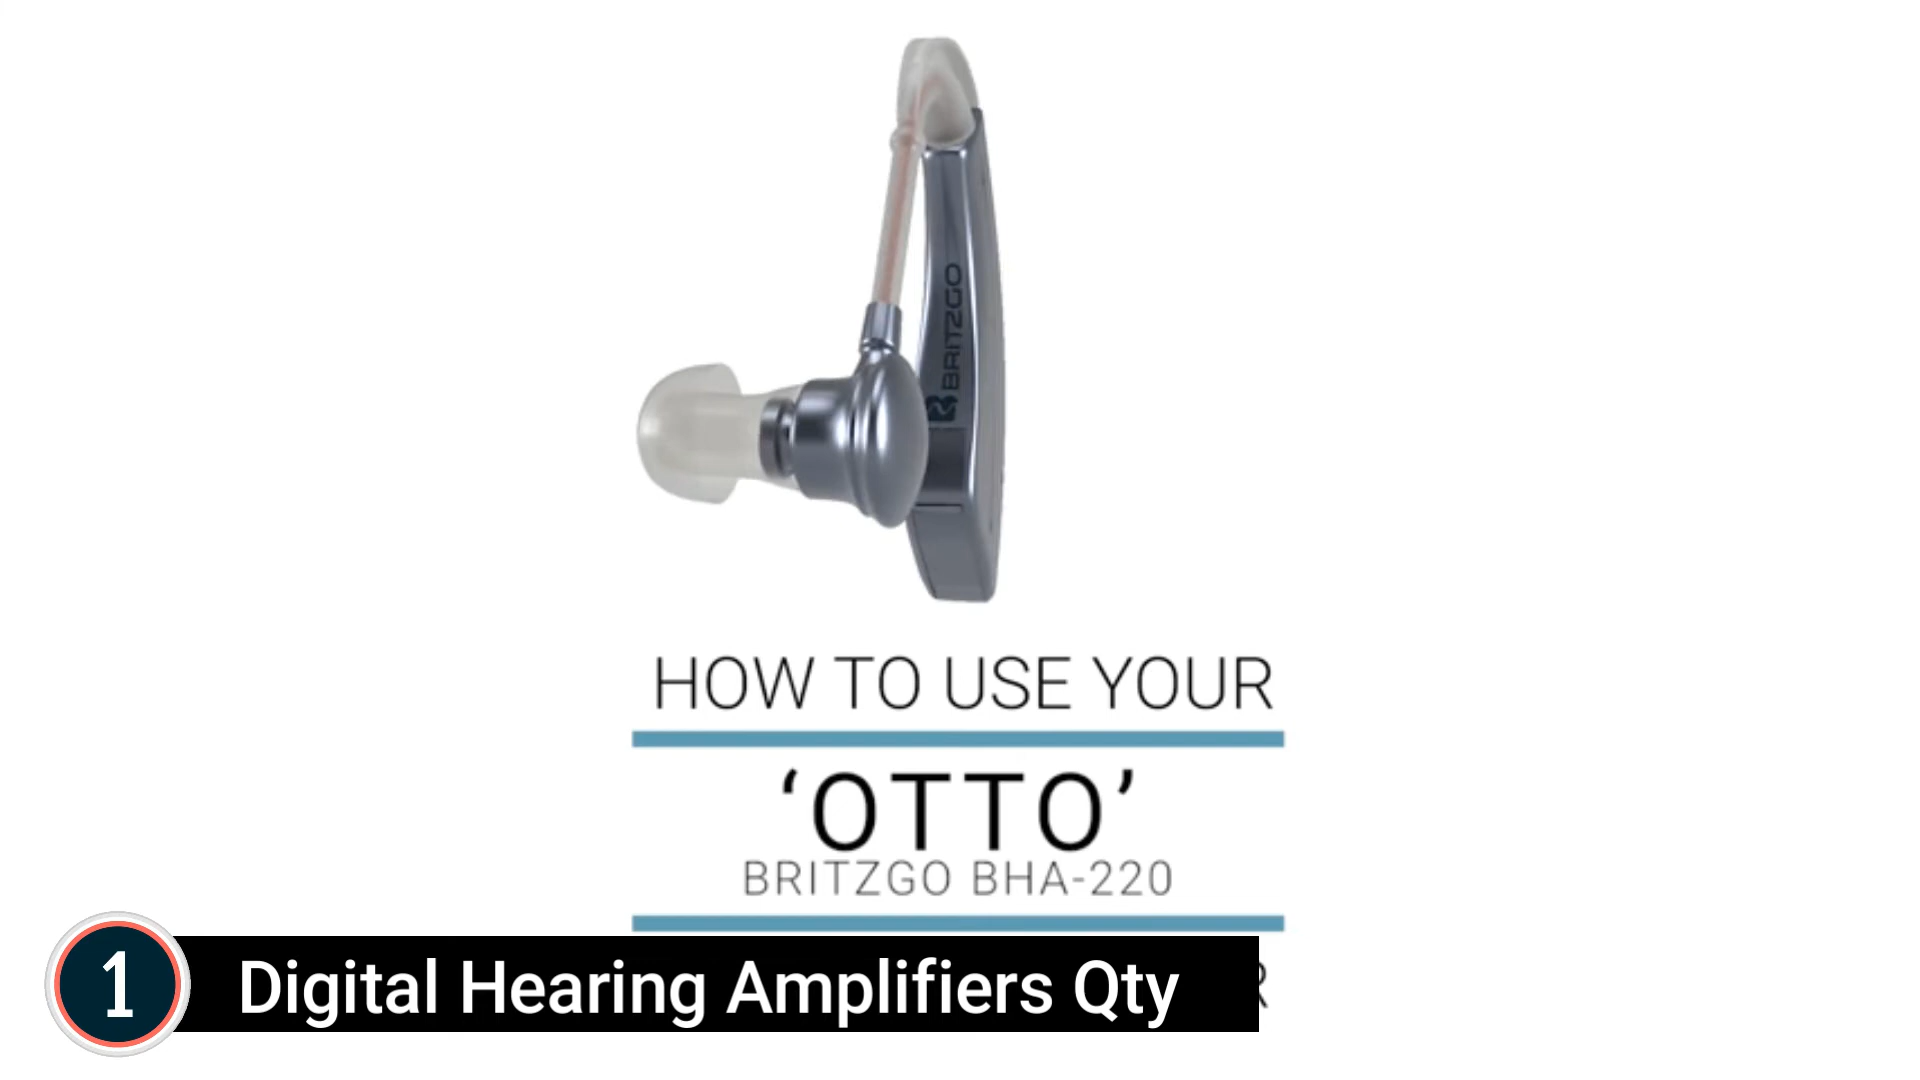 BRITZGO
HOW TO USE YOUR
‘OTTO’
BRITZGO BHA-220
1
Digital Hearing Amplifiers Qty
R